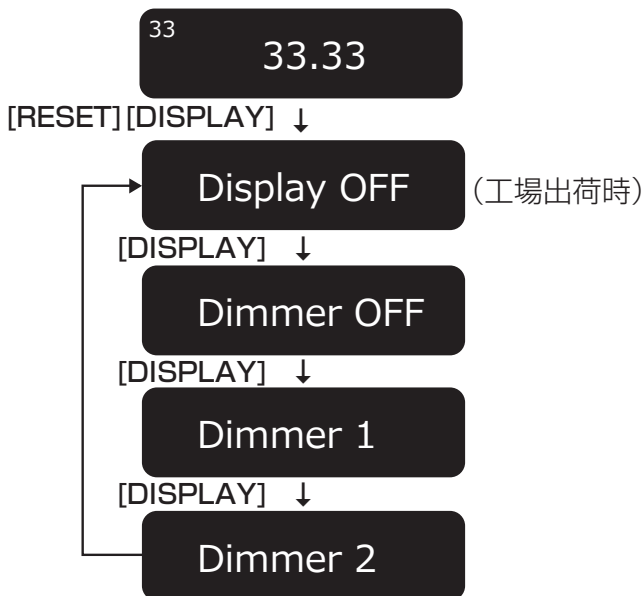 33
33.33
[RESET][DISPLAY] ↓
Display OFF (工場出荷時)
[DISPLAY] ↓
Dimmer OFF
[DISPLAY] ↓
Dimmer 1
[DISPLAY] ↓
Dimmer 2